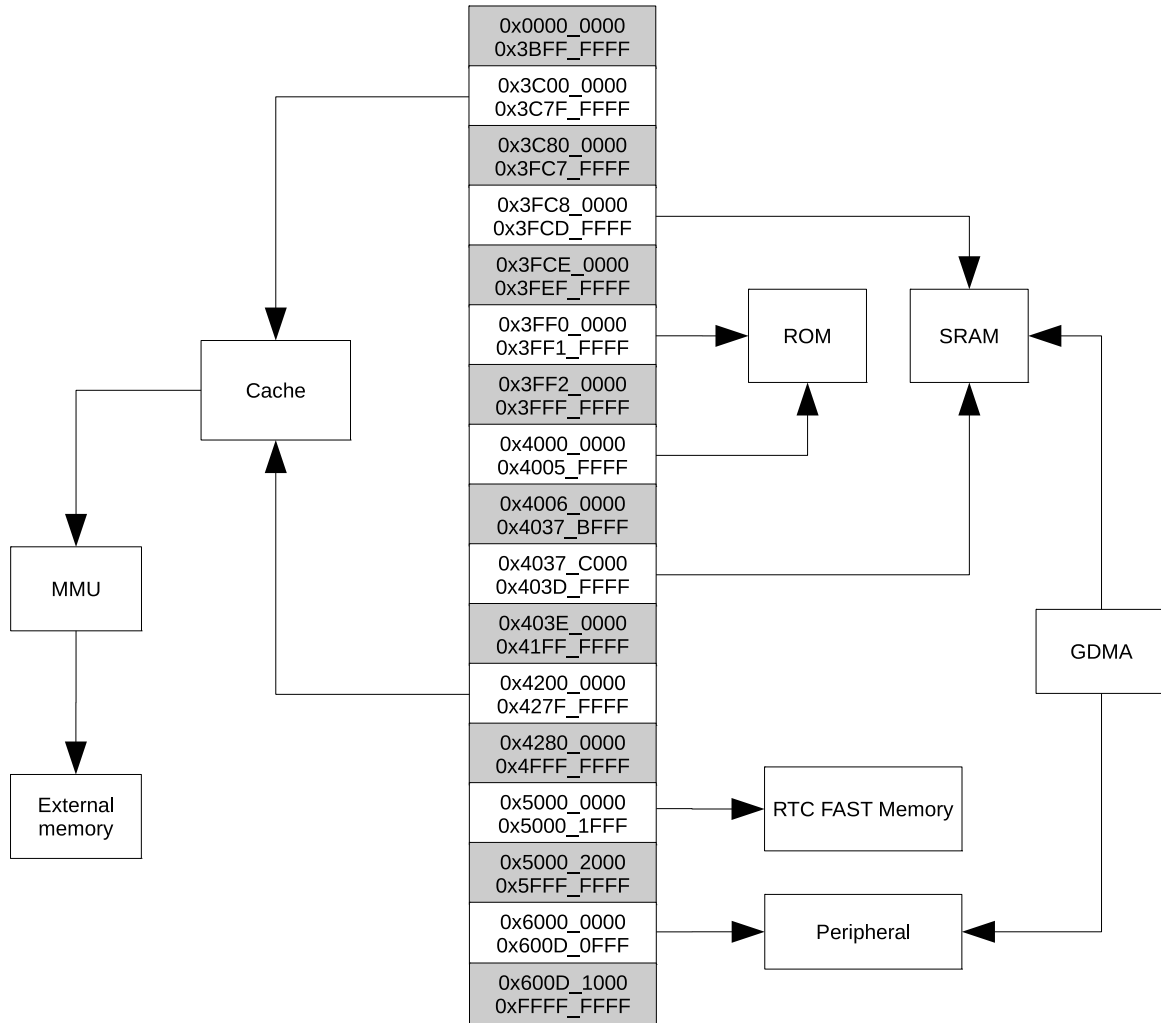 0x0000_0000
0x3BFF_FFFF
0x3C00_0000
0x3C7F_FFFF
0x3C80_0000
0x3FC7_FFFF
0x3FC8_0000
0x3FCD_FFFF
0x3FCE_0000
0x3FEF_FFFF
0x3FF0_0000
0x3FF1_FFFF
0x3FF2_0000
0x3FFF_FFFF
0x4000_0000
0x4005_FFFF
0x4006_0000
0x4037_BFFF
0x4037_C000
0x403D_FFFF
0x403E_0000
0x41FF_FFFF
0x4200_0000
0x427F_FFFF
0x4280_0000
0x4FFF_FFFF
0x5000_0000
0x5000_1FFF
0x5000_2000
0x5FFF_FFFF
0x6000_0000
0x600D_0FFF
0x600D_1000
0xFFFF_FFFF
Cache
MMU
External
memory
ROM
SRAM
GDMA
RTC FAST Memory
Peripheral